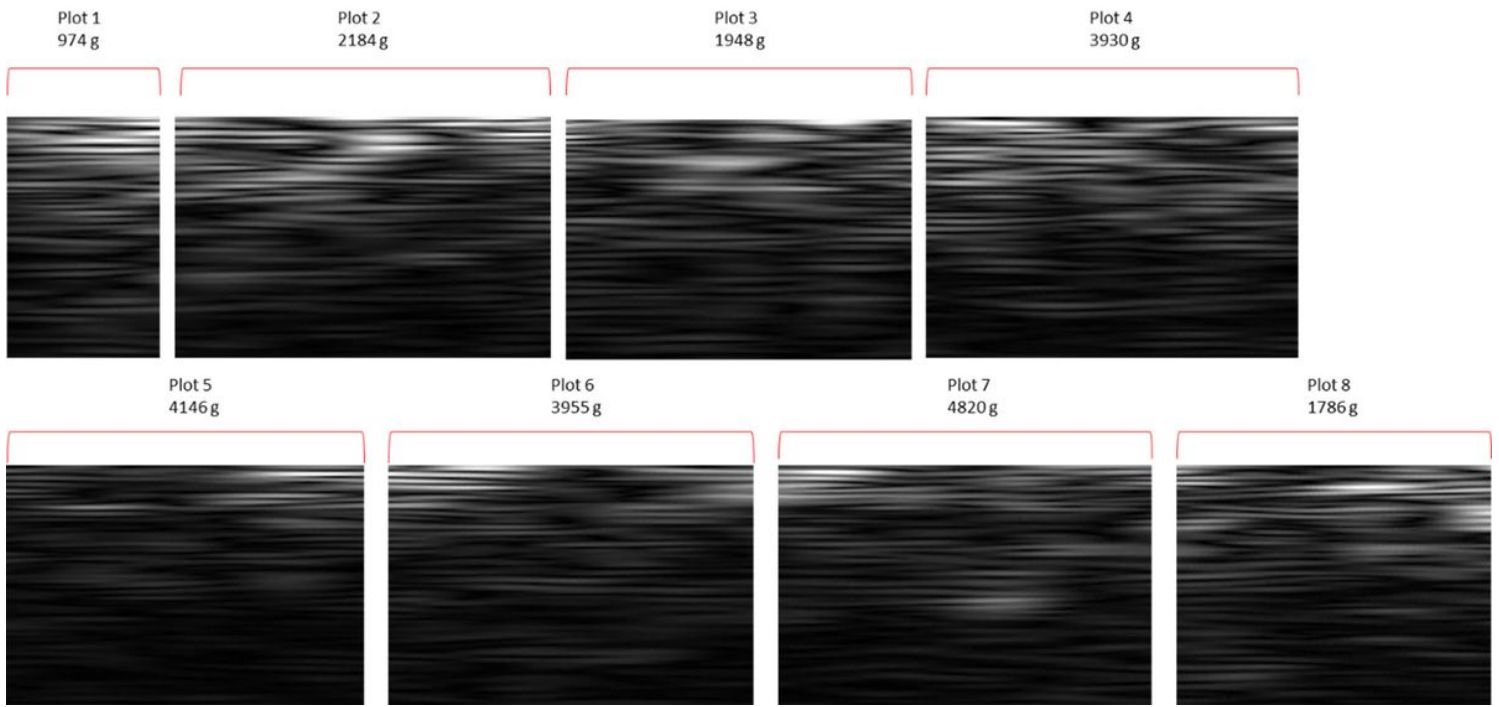 Plot 1
974 g
Plot 2
2184 g
Plot 3
1948 g
Plot 4
3930 g
Plot 5
4146 g
Plot 6
3955 g
Plot 7
4820 g
Plot 8
1786 g